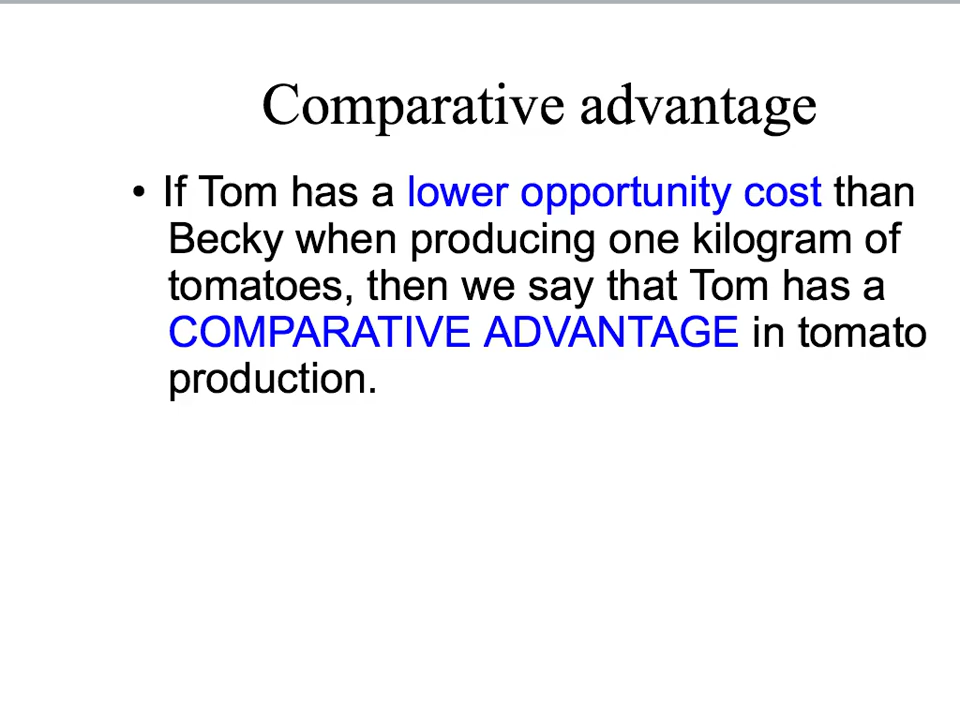 Comparative advantage
• If Tom has a lower opportunity cost than
Becky when producing one kilogram of
tomatoes, then we say that Tom has a
COMPARATIVE ADVANTAGE in tomato
production.